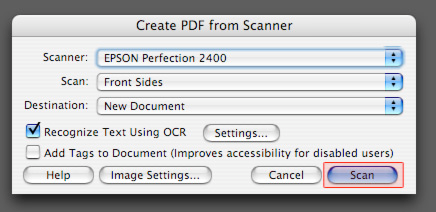 Create PDF from Scanner
Scanner: EPSON Perfection 2400
Scan: Front Sides
Destination: New Document
Recognize Text Using OCR Settings...
Add Tags to Document (Improves accessibility for disabled users)
Help Image Settings... Cancel Scan